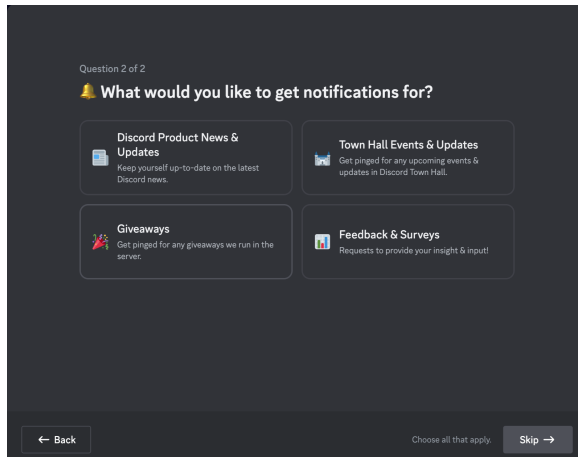 Question 2 of 2
🔔 What would you like to get notifications for?
Discord Product News &
Updates
Keep yourself up-to-date on the latest
Discord news.
Town Hall Events & Updates
Get pinged for any upcoming events &
updates in Discord Town Hall.
Giveaways
Get pinged for any giveaways we run in the
server.
Feedback & Surveys
Requests to provide your insight & input!
← Back
Choose all that apply.
Skip →